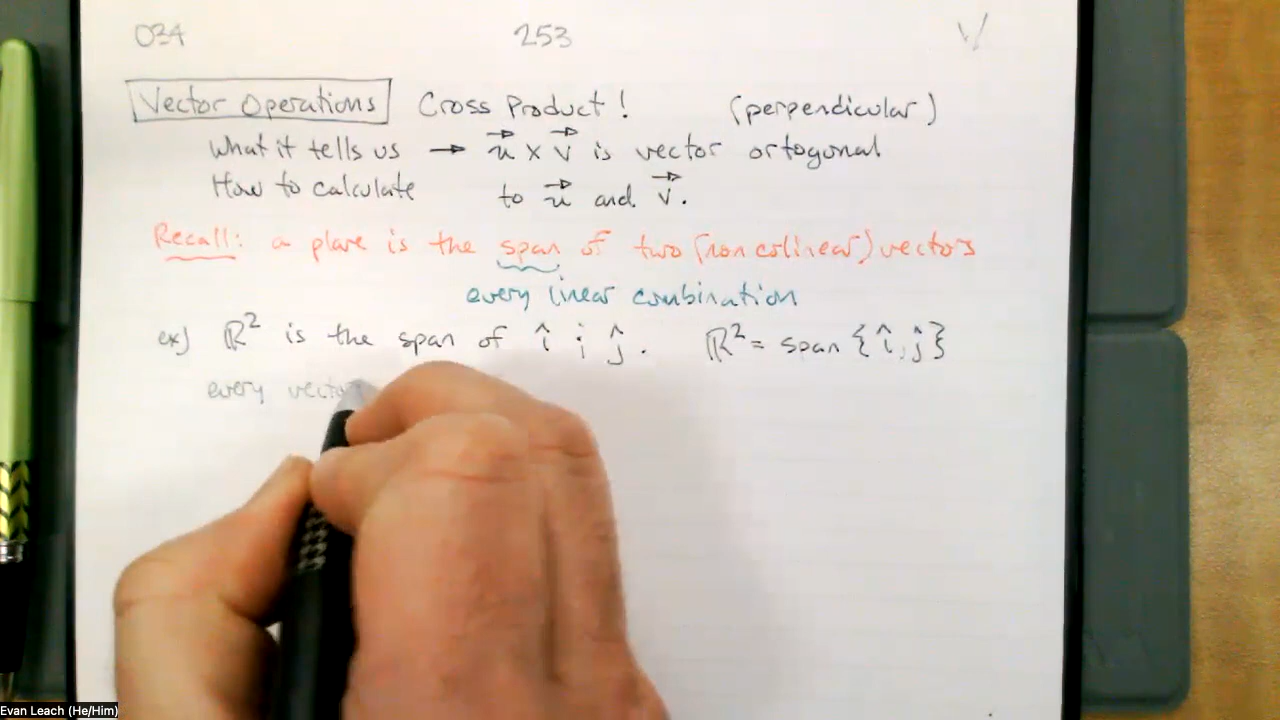 034 253 V/
Vector Operations Cross Product! (perpendicular)
What it tells us → u⃗ × v⃗ is vector ortogonal
How to calculate to u⃗ and v⃗.
Recall: a plane is the span of two (non colinear) vectors
every linear combination
ex) ℝ² is the span of î ; ĵ. ℝ² = span {î, ĵ}
every vector
Evan Leach (He/Him)